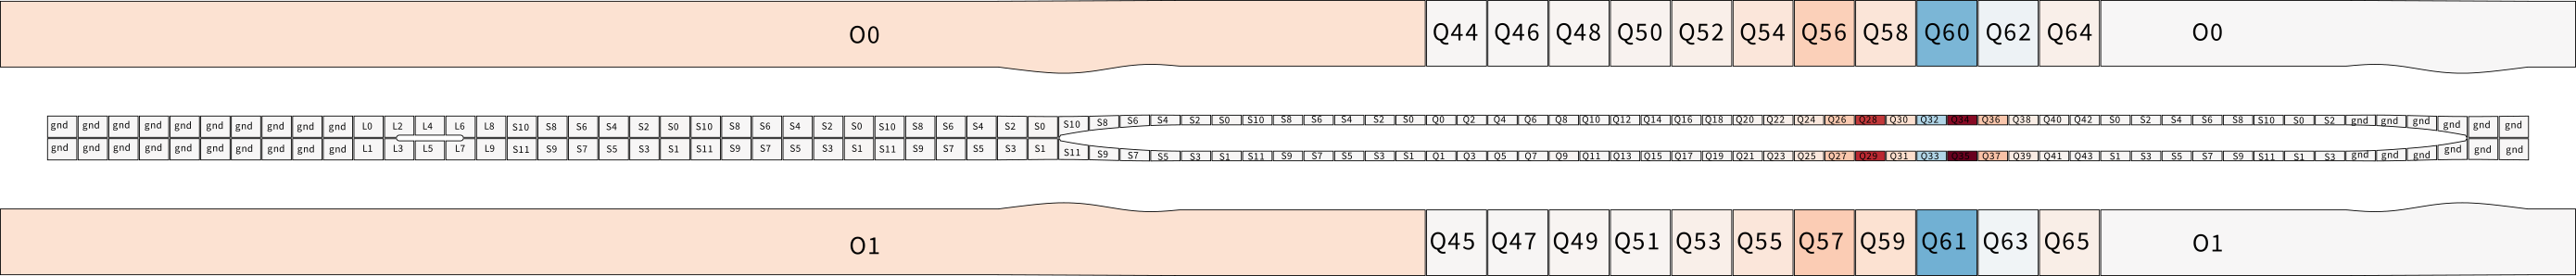 O0 Q44 Q46 Q48 Q50 Q52 Q54 Q56 Q58 Q60 Q62 Q64 O0
gnd gnd gnd gnd gnd gnd gnd gnd gnd gnd L0 L2 L4 L6 L8 S10 S8 S6 S4 S2 S0 S10 S8 S6 S4 S2 S0 S10 S8 S6 S4 S2 S0 S10 S8 S6 S4 S2 S0 S10 S8 S6 S4 S2 S0 Q0 Q2 Q4 Q6 Q8 Q10 Q12 Q14 Q16 Q18 Q20 Q22 Q24 Q26 Q28 Q30 Q32 Q34 Q36 Q38 Q40 Q42 S0 S2 S4 S6 S8 S10 S0 S2 gnd gnd gnd gnd gnd gnd
gnd gnd gnd gnd gnd gnd gnd gnd gnd gnd L1 L3 L5 L7 L9 S11 S9 S7 S5 S3 S1 S11 S9 S7 S5 S3 S1 S11 S9 S7 S5 S3 S1 S11 S9 S7 S5 S3 S1 S11 S9 S7 S5 S3 S1 Q1 Q3 Q5 Q7 Q9 Q11 Q13 Q15 Q17 Q19 Q21 Q23 Q25 Q27 Q29 Q31 Q33 Q35 Q37 Q39 Q41 Q43 S1 S3 S5 S7 S9 S11 S1 S3 gnd gnd gnd gnd gnd gnd
O1 Q45 Q47 Q49 Q51 Q53 Q55 Q57 Q59 Q61 Q63 Q65 O1